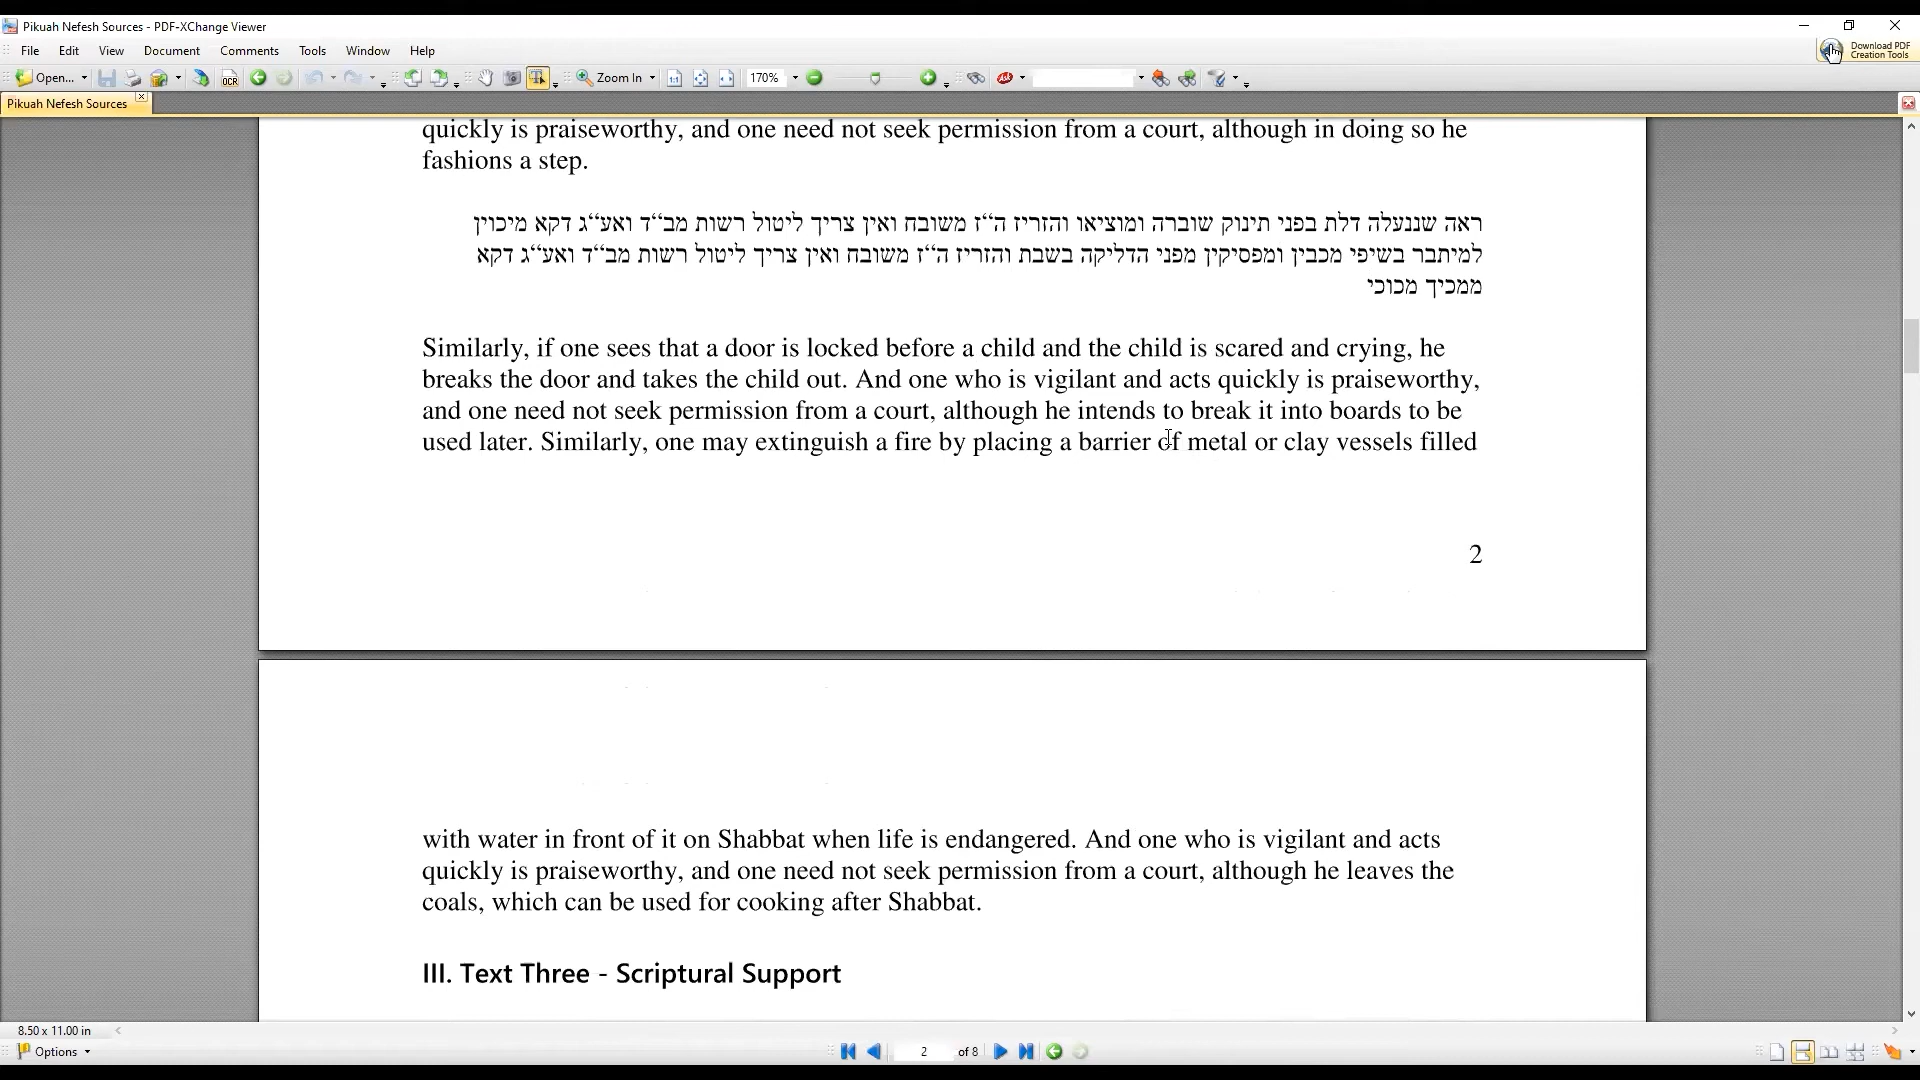 Pikuah Nefesh Sources - PDF-XChange Viewer
File Edit View Document Comments Tools Window Help
Download PDF
Creation Tools
Open... OCR Zoom In 170% Ask
Pikuah Nefesh Sources
quickly is praiseworthy, and one need not seek permission from a court, although in doing so he
fashions a step.
ראה שננעלה דלת בפני תינוק שוברה ומוציאו והזריז ה“ז משובח ואין צריך ליטול רשות מב“ד ואע“ג דקא מיכוין
למיתבר בשיפי מכבין ומפסיקין מפני הדליקה בשבת והזריז ה“ז משובח ואין צריך ליטול רשות מב“ד ואע“ג דקא
ממכיך מכוכי
Similarly, if one sees that a door is locked before a child and the child is scared and crying, he
breaks the door and takes the child out. And one who is vigilant and acts quickly is praiseworthy,
and one need not seek permission from a court, although he intends to break it into boards to be
used later. Similarly, one may extinguish a fire by placing a barrier of metal or clay vessels filled
2
with water in front of it on Shabbat when life is endangered. And one who is vigilant and acts
quickly is praiseworthy, and one need not seek permission from a court, although he leaves the
coals, which can be used for cooking after Shabbat.
III. Text Three - Scriptural Support
8.50 x 11.00 in
Options 2 of 8